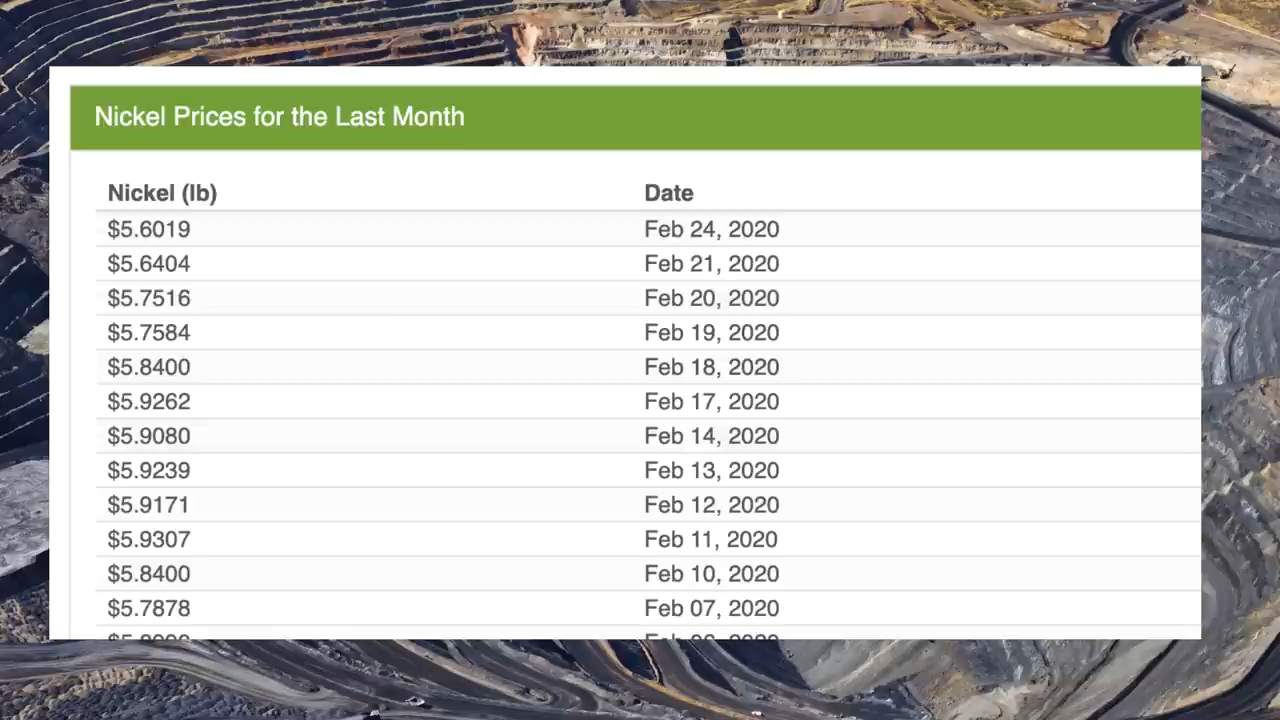 Nickel Prices for the Last Month
Nickel (lb) Date
$5.6019 Feb 24, 2020
$5.6404 Feb 21, 2020
$5.7516 Feb 20, 2020
$5.7584 Feb 19, 2020
$5.8400 Feb 18, 2020
$5.9262 Feb 17, 2020
$5.9080 Feb 14, 2020
$5.9239 Feb 13, 2020
$5.9171 Feb 12, 2020
$5.9307 Feb 11, 2020
$5.8400 Feb 10, 2020
$5.7878 Feb 07, 2020